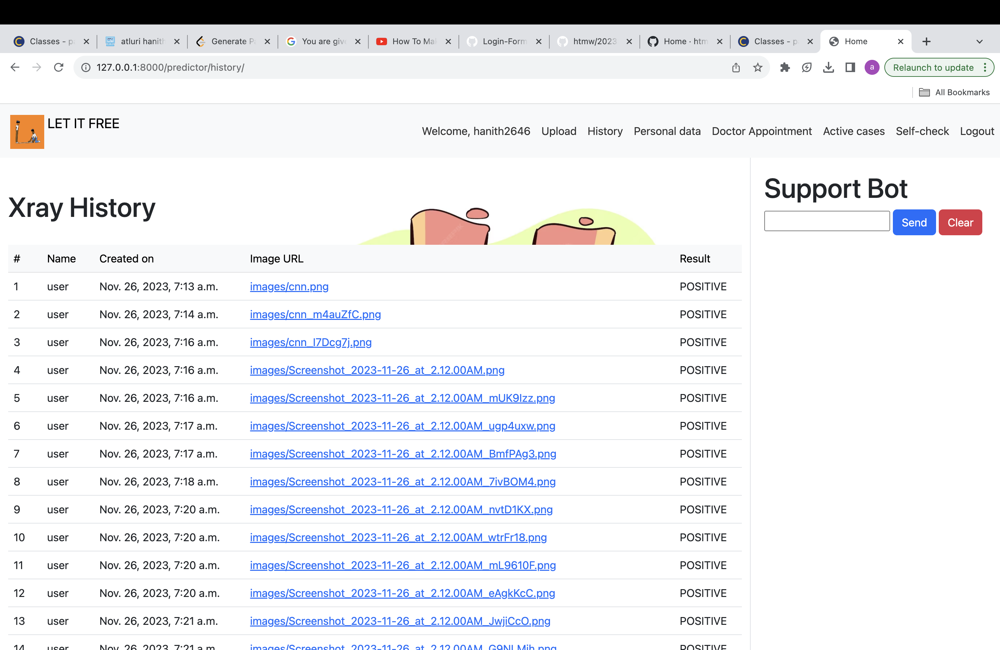 Classes - pa
atluri hanith
Generate Pa
You are give
How To Mak
Login-Form
htmw/2023
Home · htm
Classes - pa
Home
127.0.0.1:8000/predictor/history/
a
Relaunch to update
All Bookmarks
LET IT FREE
Welcome, hanith2646 Upload History Personal data Doctor Appointment Active cases Self-check Logout
Xray History
Support Bot
Send Clear
# Name Created on Image URL Result
1 user Nov. 26, 2023, 7:13 a.m. images/cnn.png POSITIVE
2 user Nov. 26, 2023, 7:14 a.m. images/cnn_m4auZfC.png POSITIVE
3 user Nov. 26, 2023, 7:16 a.m. images/cnn_I7Dcg7j.png POSITIVE
4 user Nov. 26, 2023, 7:16 a.m. images/Screenshot_2023-11-26_at_2.12.00AM.png POSITIVE
5 user Nov. 26, 2023, 7:16 a.m. images/Screenshot_2023-11-26_at_2.12.00AM_mUK9Izz.png POSITIVE
6 user Nov. 26, 2023, 7:17 a.m. images/Screenshot_2023-11-26_at_2.12.00AM_ugp4uxw.png POSITIVE
7 user Nov. 26, 2023, 7:17 a.m. images/Screenshot_2023-11-26_at_2.12.00AM_BmfPAg3.png POSITIVE
8 user Nov. 26, 2023, 7:18 a.m. images/Screenshot_2023-11-26_at_2.12.00AM_7ivBOM4.png POSITIVE
9 user Nov. 26, 2023, 7:20 a.m. images/Screenshot_2023-11-26_at_2.12.00AM_nvtD1KX.png POSITIVE
10 user Nov. 26, 2023, 7:20 a.m. images/Screenshot_2023-11-26_at_2.12.00AM_wtrFr18.png POSITIVE
11 user Nov. 26, 2023, 7:20 a.m. images/Screenshot_2023-11-26_at_2.12.00AM_mL9610F.png POSITIVE
12 user Nov. 26, 2023, 7:20 a.m. images/Screenshot_2023-11-26_at_2.12.00AM_eAgkKcC.png POSITIVE
13 user Nov. 26, 2023, 7:21 a.m. images/Screenshot_2023-11-26_at_2.12.00AM_JwjiCcO.png POSITIVE
14 user Nov. 26, 2023, 7:21 a.m. POSITIVE